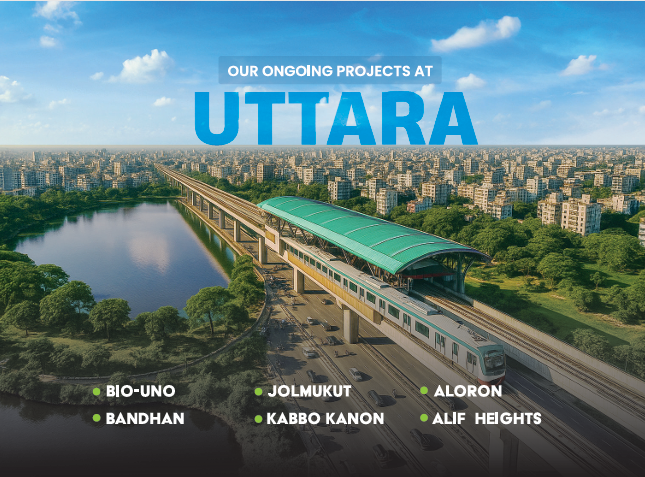 OUR ONGOING PROJECTS AT
UTTARA
BIO-UNO
JOLMUKUT
ALORON
BANDHAN
KABBO KANON
ALIF HEIGHTS